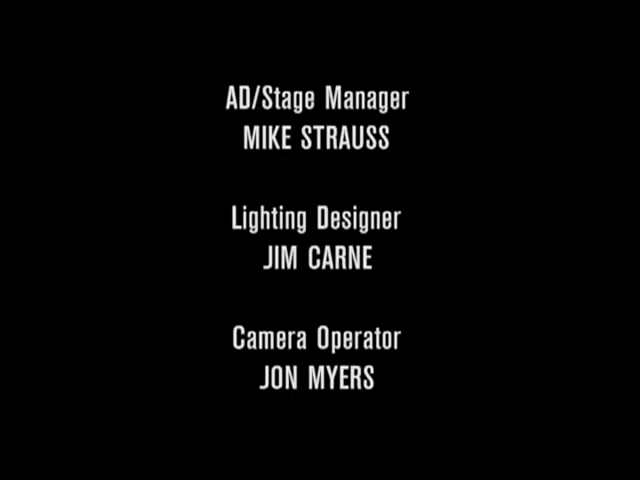 AD/Stage Manager
MIKE STRAUSS
Lighting Designer
JIM CARNE
Camera Operator
JON MYERS